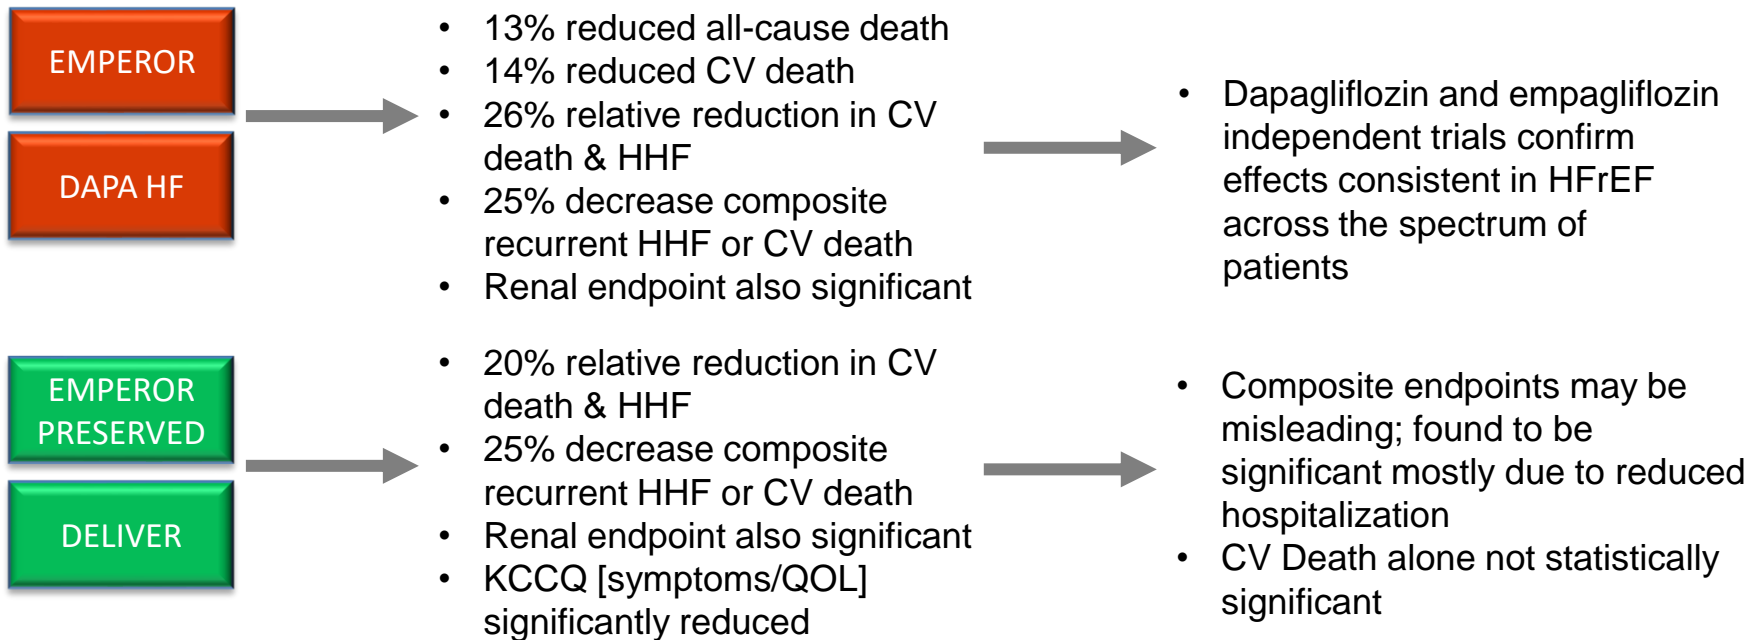 EMPEROR
DAPA HF
• 13% reduced all-cause death
• 14% reduced CV death
• 26% relative reduction in CV
death & HHF
• 25% decrease composite
recurrent HHF or CV death
• Renal endpoint also significant
• Dapagliflozin and empagliflozin
independent trials confirm
effects consistent in HFrEF
across the spectrum of
patients
EMPEROR
PRESERVED
DELIVER
• 20% relative reduction in CV
death & HHF
• 25% decrease composite
recurrent HHF or CV death
• Renal endpoint also significant
• KCCQ [symptoms/QOL]
significantly reduced
• Composite endpoints may be
misleading; found to be
significant mostly due to reduced
hospitalization
• CV Death alone not statistically
significant